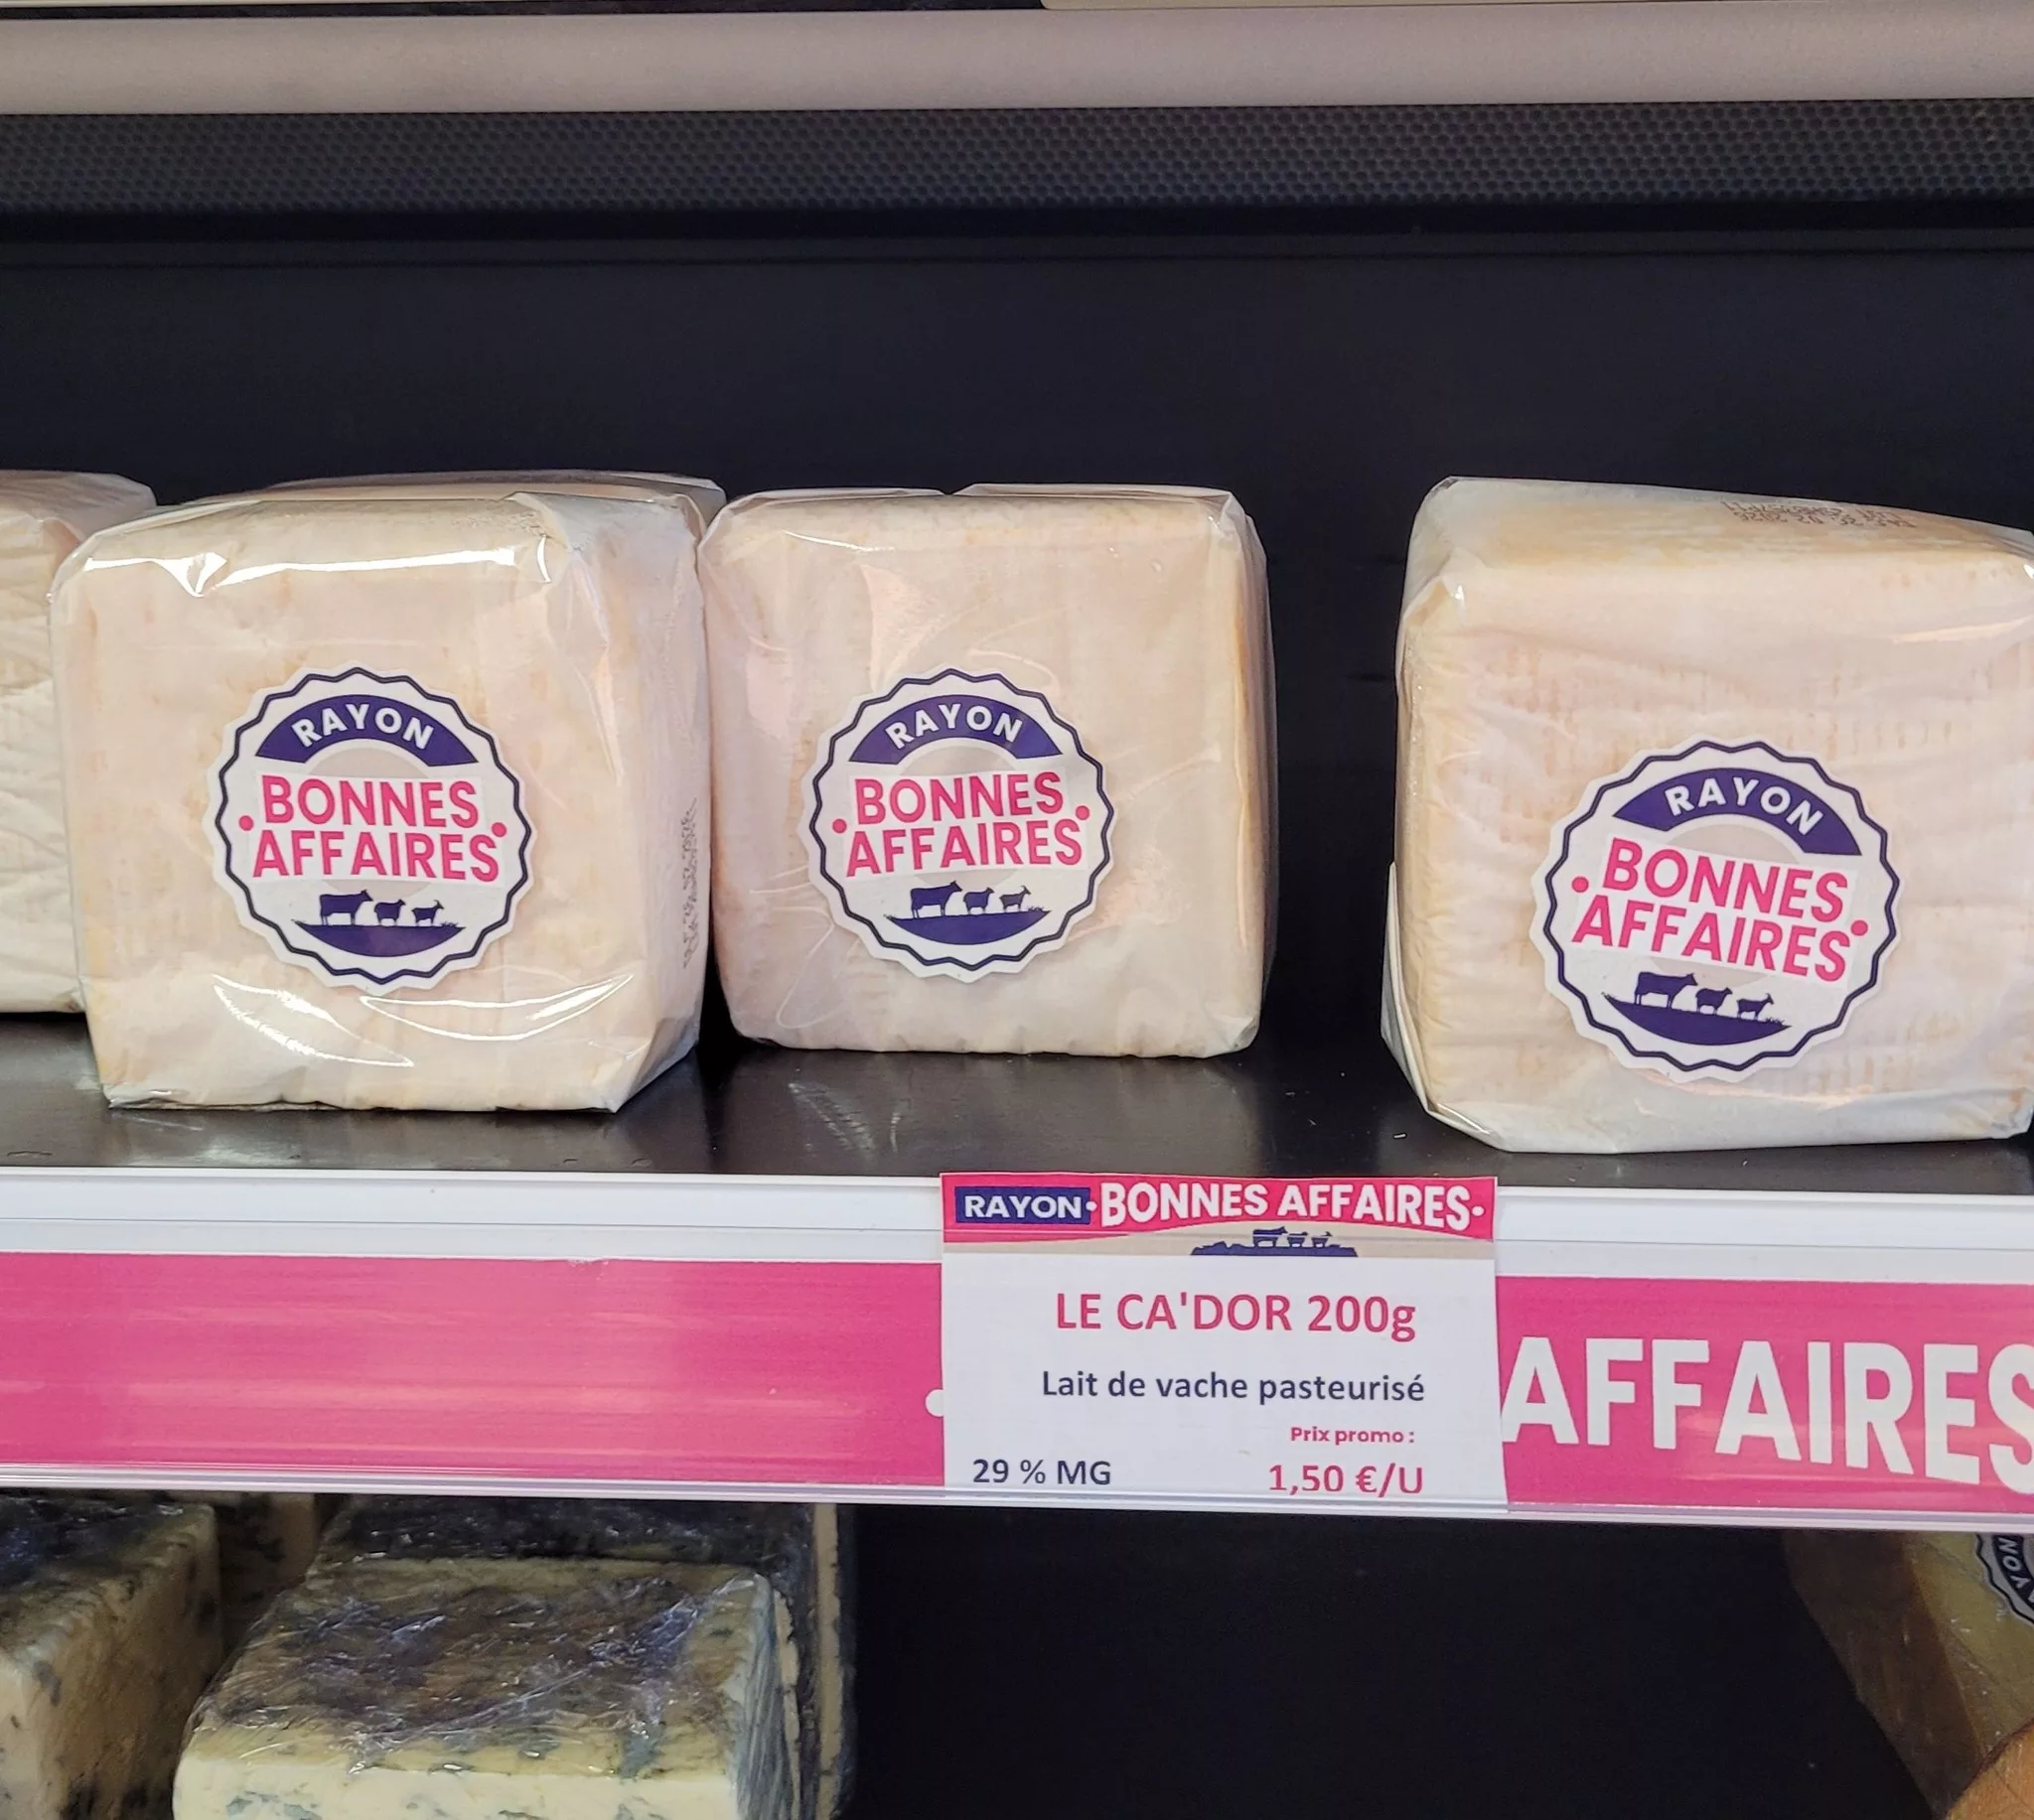 RAYON
BONNES
AFFAIRES
RAYON
BONNES
AFFAIRES
RAYON
BONNES
AFFAIRES
RAYON • BONNES AFFAIRES •
LE CA'DOR 200g
Lait de vache pasteurisé
Prix promo :
29 % MG
1,50 €/U
AFFAIRES